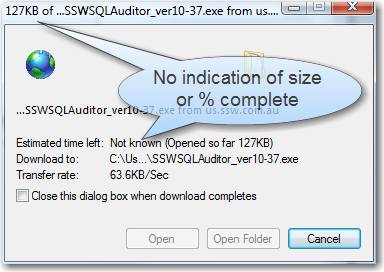 127KB of ...SSWSQLAuditor_ver10-37.exe from us....
No indication of size
or % complete
...SSWSQLAuditor_ver10-37.exe from us.ssw.com.au
Estimated time left: Not known (Opened so far 127KB)
Download to: C:\Us...\SSWSQLAuditor_ver10-37.exe
Transfer rate: 63.6KB/Sec
Close this dialog box when download completes
Open Open Folder Cancel